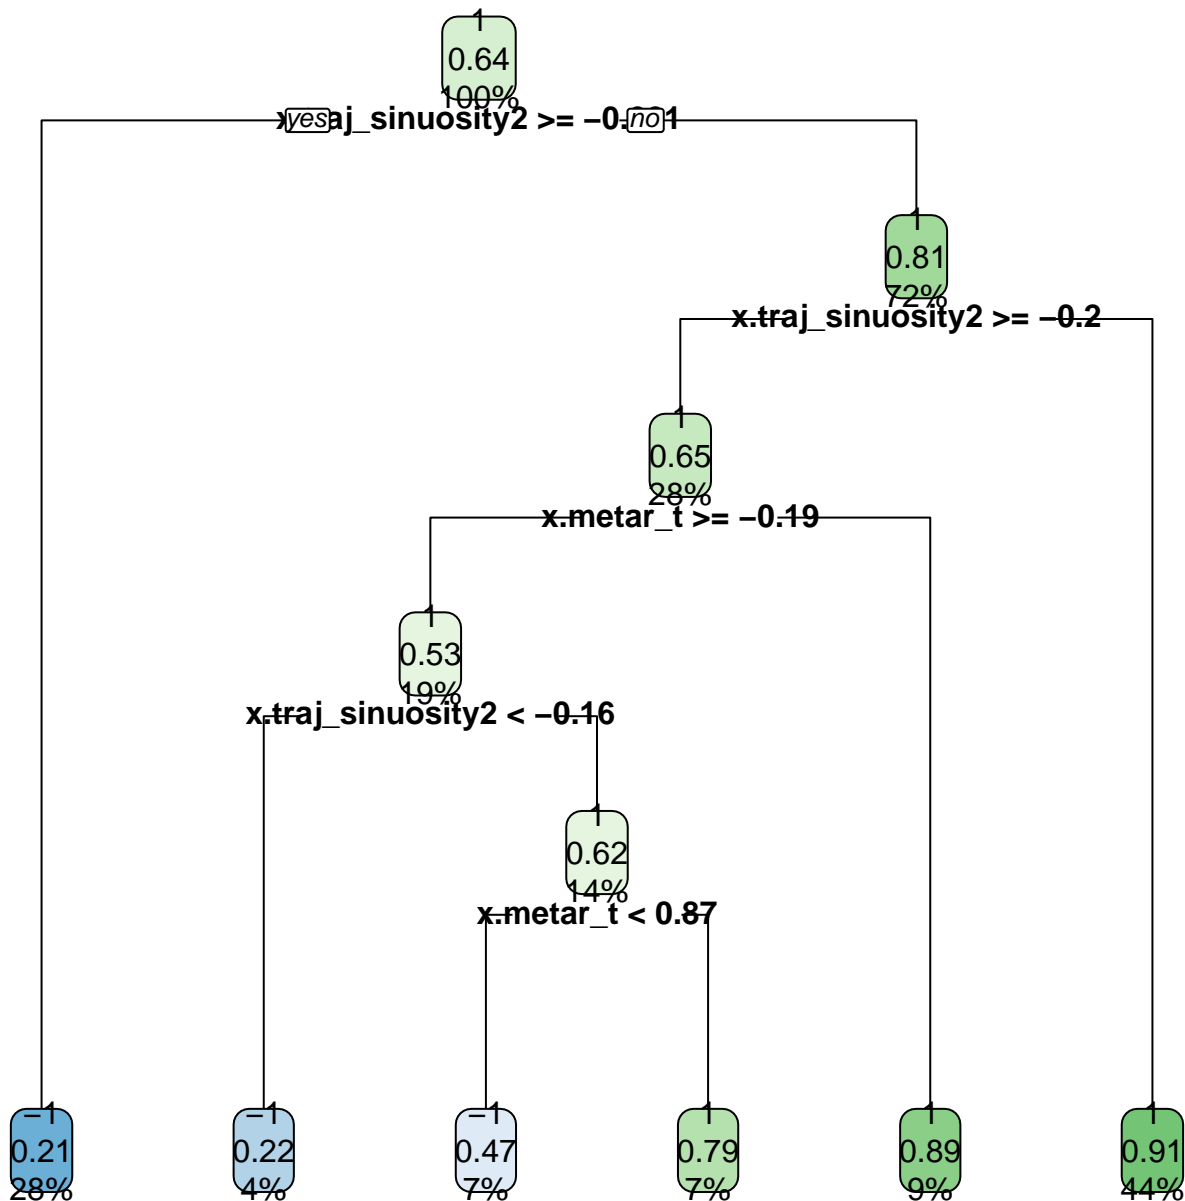 1
0.64
100%
yes
aj_sinuosity2 >= −0.
no
1
0.81
72%
x.traj_sinuosity2 >= −0.2
1
0.65
28%
x.metar_t >= −0.19
1
0.53
19%
x.traj_sinuosity2 < −0.16
1
0.62
14%
x.metar_t < 0.87
−1 −1 −1 1 1 1
0.21 0.22 0.47 0.79 0.89 0.91
28% 4% 7% 7% 9% 44%